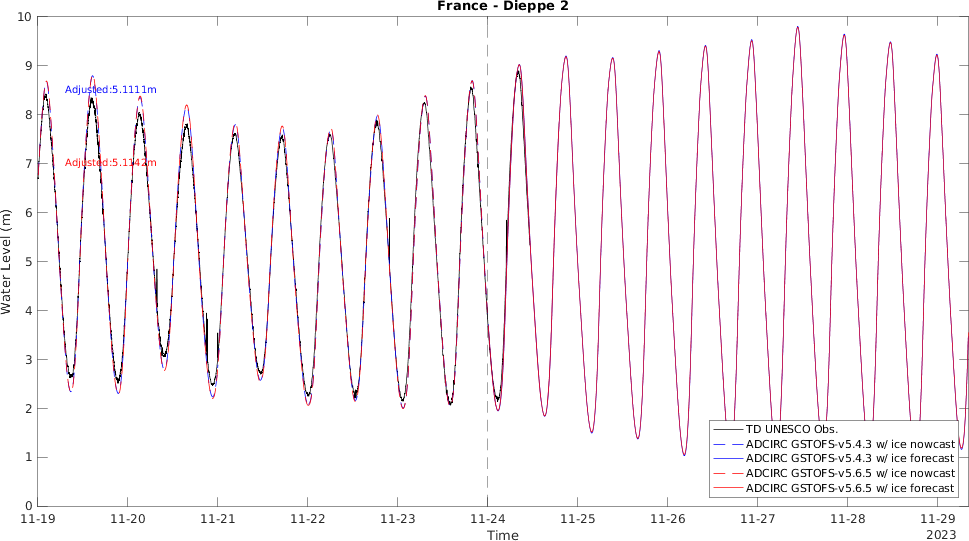 France - Dieppe 2
10
9
8
7
6
5
4
3
2
1
0
Water Level (m)
Adjusted:5.1111m
Adjusted:5.1142m
TD UNESCO Obs.
ADCIRC GSTOFS-v5.4.3 w/ ice nowcast
ADCIRC GSTOFS-v5.4.3 w/ ice forecast
ADCIRC GSTOFS-v5.6.5 w/ ice nowcast
ADCIRC GSTOFS-v5.6.5 w/ ice forecast
11-19 11-20 11-21 11-22 11-23 11-24 11-25 11-26 11-27 11-28 11-29
Time
2023